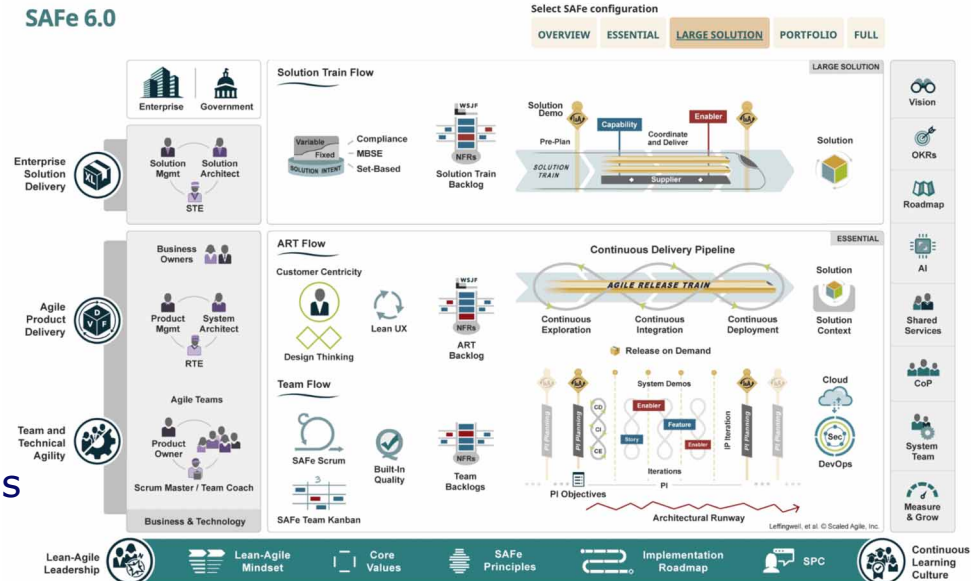 SAFe 6.0
Select SAFe configuration
OVERVIEW
ESSENTIAL
LARGE SOLUTION
PORTFOLIO
FULL
Enterprise
Solution
Delivery
Enterprise
Government
Solution
Mgmt
Solution
Architect
STE
Solution Train Flow
LARGE SOLUTION
Variable
Fixed
SOLUTION INTENT
Compliance
MBSE
Set-Based
WSJF
NFRs
Solution Train
Backlog
Solution
Demo
Pre-Plan
I&A
Capability
Coordinate
and Deliver
Enabler
I&A
SOLUTION
TRAIN
Supplier
Solution
Agile
Product
Delivery
D
V
F
Business
Owners
Product
Mgmt
System
Architect
RTE
ART Flow
ESSENTIAL
Customer Centricity
Lean UX
Design Thinking
WSJF
NFRs
ART
Backlog
Continuous Delivery Pipeline
AGILE RELEASE TRAIN
Continuous
Exploration
Continuous
Integration
Continuous
Deployment
Solution
Context
Release on Demand
Team and
Technical
Agility
Agile Teams
Product
Owner
Scrum Master / Team Coach
Business & Technology
Team Flow
SAFe Scrum
3
SAFe Team Kanban
Built-In
Quality
NFRs
Team
Backlogs
I&A
I&A
System Demos
I&A
I&A
PI Planning
PI Planning
CD
CI
CE
Enabler
Story
Feature
Enabler
IP Iteration
PI Planning
PI Planning
Iterations
PI
PI Objectives
Architectural Runway
Cloud
Sec
DevOps
Leffingwell, et al. © Scaled Agile, Inc.
Vision
OKRs
Roadmap
AI
Shared
Services
CoP
System
Team
Measure
& Grow
s
Lean-Agile
Leadership
Lean-Agile
Mindset
Core
Values
SAFe
Principles
Implementation
Roadmap
SPC
Continuous
Learning
Culture